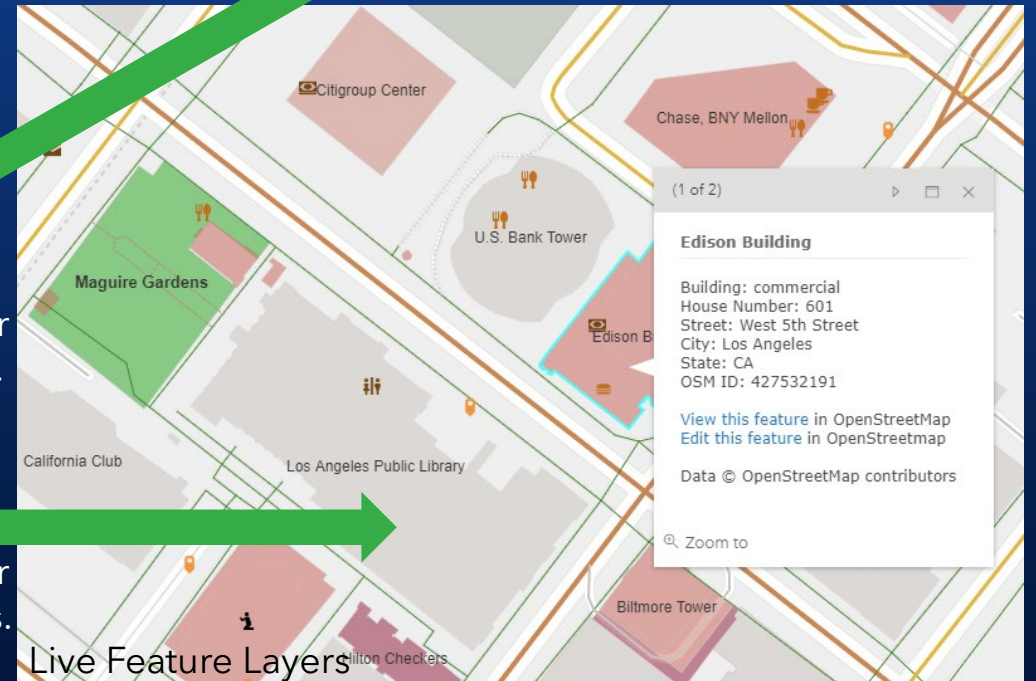 Citigroup Center
Chase, BNY Mellon
(1 of 2)
U.S. Bank Tower
Edison Building
Maguire Gardens
Building: commercial
House Number: 601
Street: West 5th Street
City: Los Angeles
State: CA
OSM ID: 427532191
Edison B
View this feature in OpenStreetMap
Edit this feature in OpenStreetmap
California Club
Los Angeles Public Library
Data © OpenStreetMap contributors
Zoom to
Biltmore Tower
Live Feature Layers
Hilton Checkers